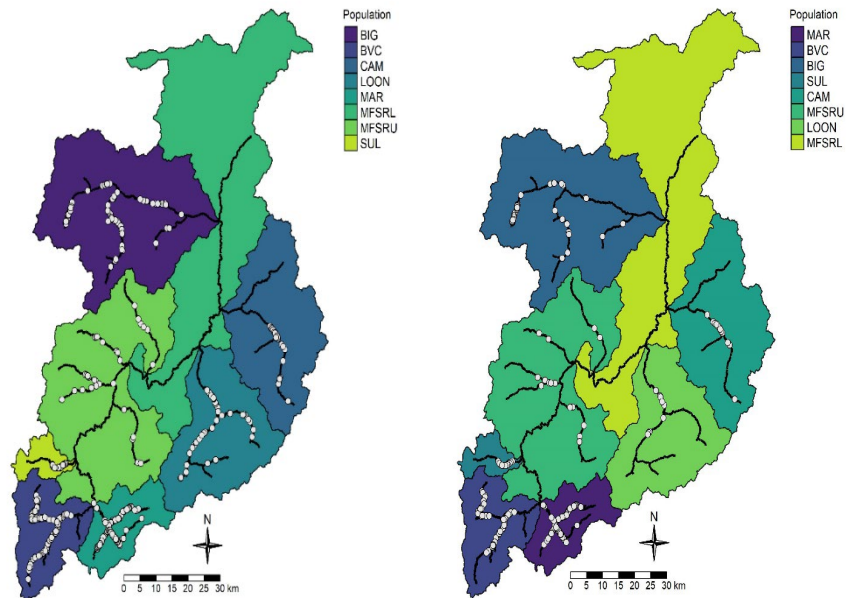 Population
BIG
BVC
CAM
LOON
MAR
MFSRL
MFSRU
SUL
N
0 5 10 15 20 25 30 km
Population
MAR
BVC
BIG
SUL
CAM
MFSRU
LOON
MFSRL
N
0 5 10 15 20 25 30 km